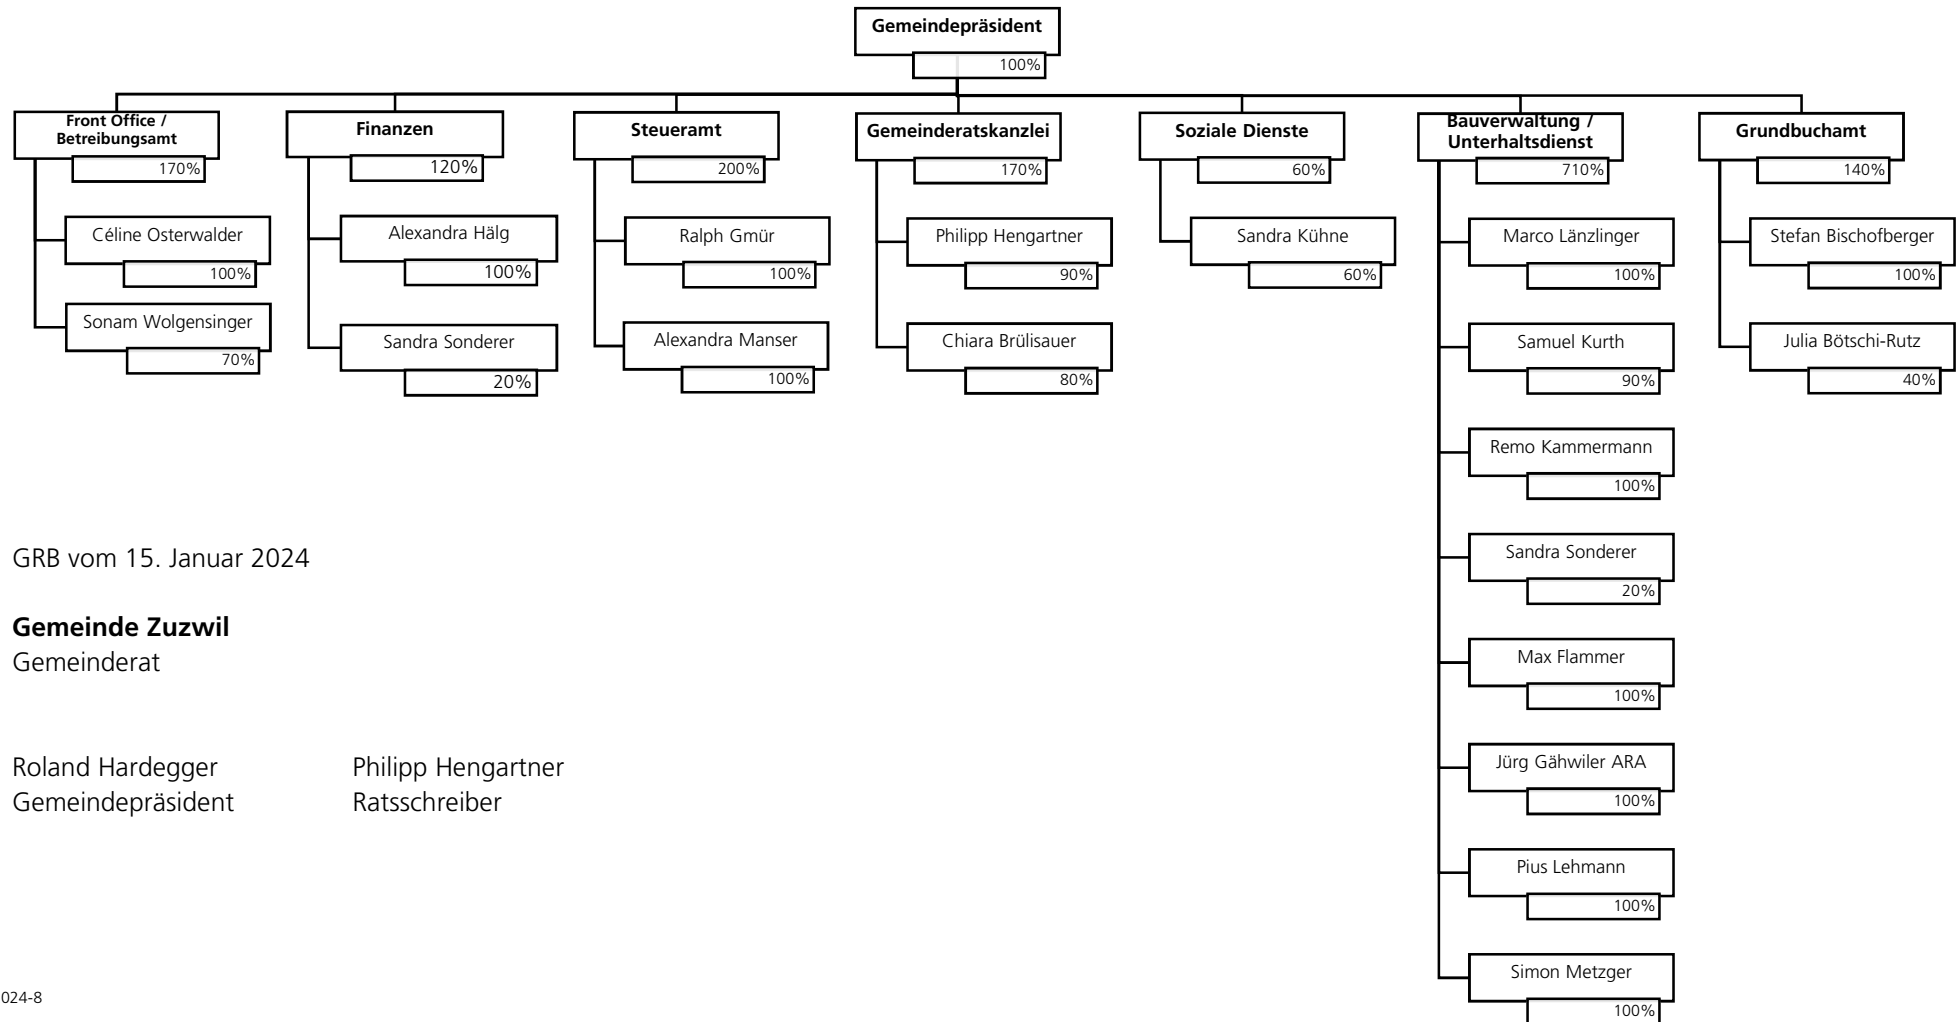 Gemeindepräsident
100%
Front Office /
Betreibungsamt
170%
Céline Osterwalder
100%
Sonam Wolgensinger
70%
Finanzen
120%
Alexandra Hälg
100%
Sandra Sonderer
20%
Steueramt
200%
Ralph Gmür
100%
Alexandra Manser
100%
Gemeinderatskanzlei
170%
Philipp Hengartner
90%
Chiara Brülisauer
80%
Soziale Dienste
60%
Sandra Kühne
60%
Bauverwaltung /
Unterhaltsdienst
710%
Marco Länzlinger
100%
Samuel Kurth
90%
Remo Kammermann
100%
Sandra Sonderer
20%
Max Flammer
100%
Jürg Gähwiler ARA
100%
Pius Lehmann
100%
Simon Metzger
100%
Grundbuchamt
140%
Stefan Bischofberger
100%
Julia Bötschi-Rutz
40%
GRB vom 15. Januar 2024
Gemeinde Zuzwil
Gemeinderat
Roland Hardegger Philipp Hengartner
Gemeindepräsident Ratsschreiber
024-8